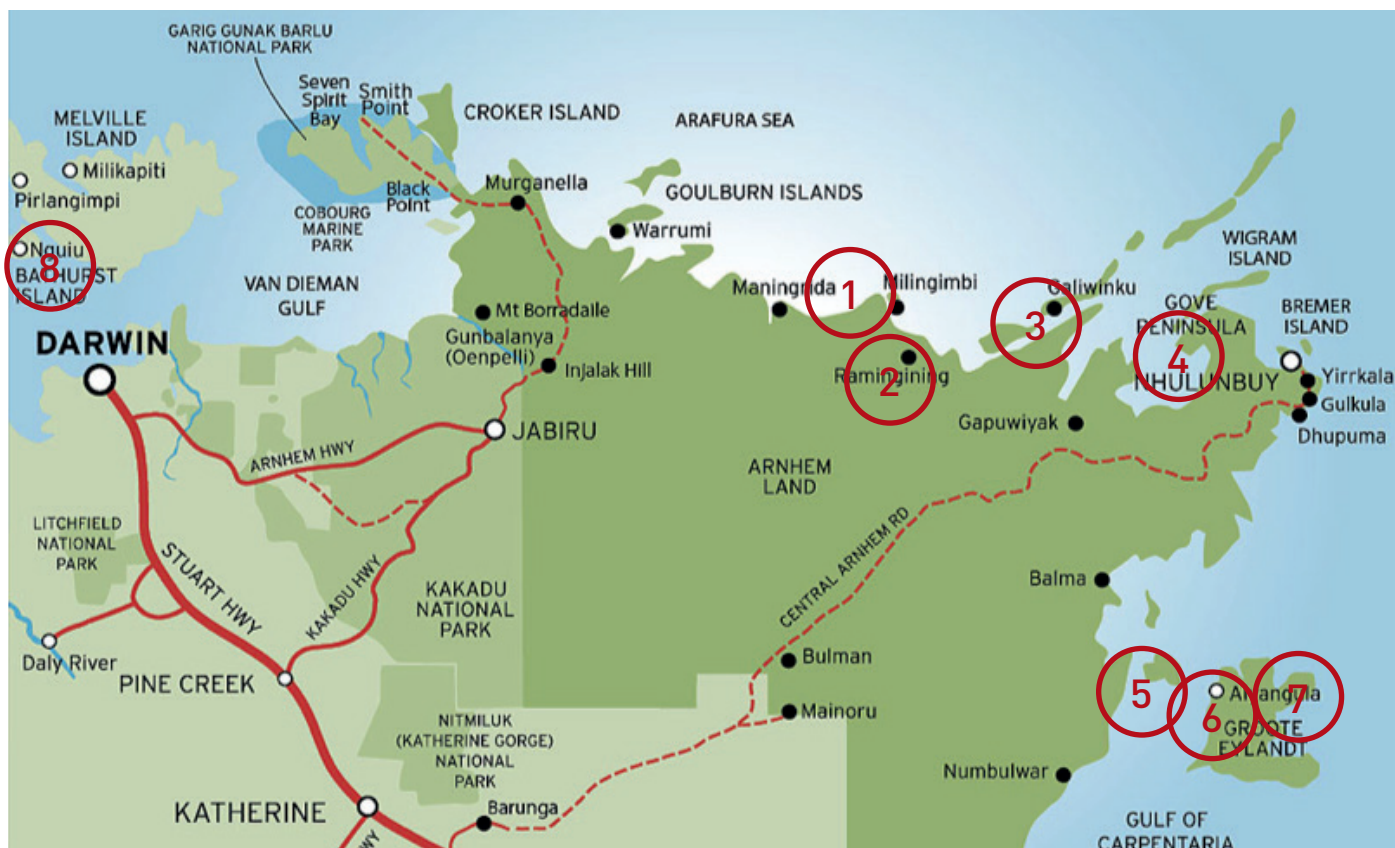 GARIG GUNAK BARLU
NATIONAL PARK
Seven
Spirit
Bay
Smith
Point
CROKER ISLAND
ARAFURA SEA
MELVILLE
ISLAND
Milikapiti
Pirlangimpi
Black
Point
Murganella
GOULBURN ISLANDS
COBOURG
MARINE
PARK
Warrumi
WIGRAM
ISLAND
Nguiu
8
BATHURST
ISLAND
VAN DIEMAN
GULF
Maningrida
1
Milingimbi
Galiwinku
3
GOVE
PENINSULA
BREMER
ISLAND
Mt Borradaile
Gunbalanya
(Oenpelli)
Injalak Hill
DARWIN
2
Ramingining
4
NHULUNBUY
Yirrkala
Gulkula
Dhupuma
JABIRU
Gapuwiyak
ARNHEM HWY
ARNHEM
LAND
LITCHFIELD
NATIONAL
PARK
STUART HWY
KAKADU HWY
KAKADU
NATIONAL
PARK
CENTRAL ARNHEM RD
Balma
Daly River
PINE CREEK
Bulman
Mainoru
5
6
7
GROOTE
EYLANDT
NITMILUK
(KATHERINE GORGE)
NATIONAL
PARK
Numbulwar
KATHERINE
Barunga
GULF OF
CARPENTARIA
WY